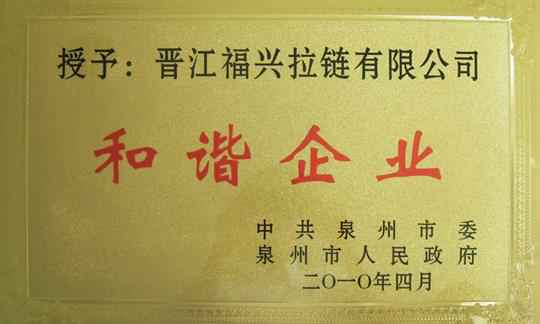 授予：晋江福兴拉链有限公司
和谐企业
中共泉州市委
泉州市人民政府
二〇一〇年四月